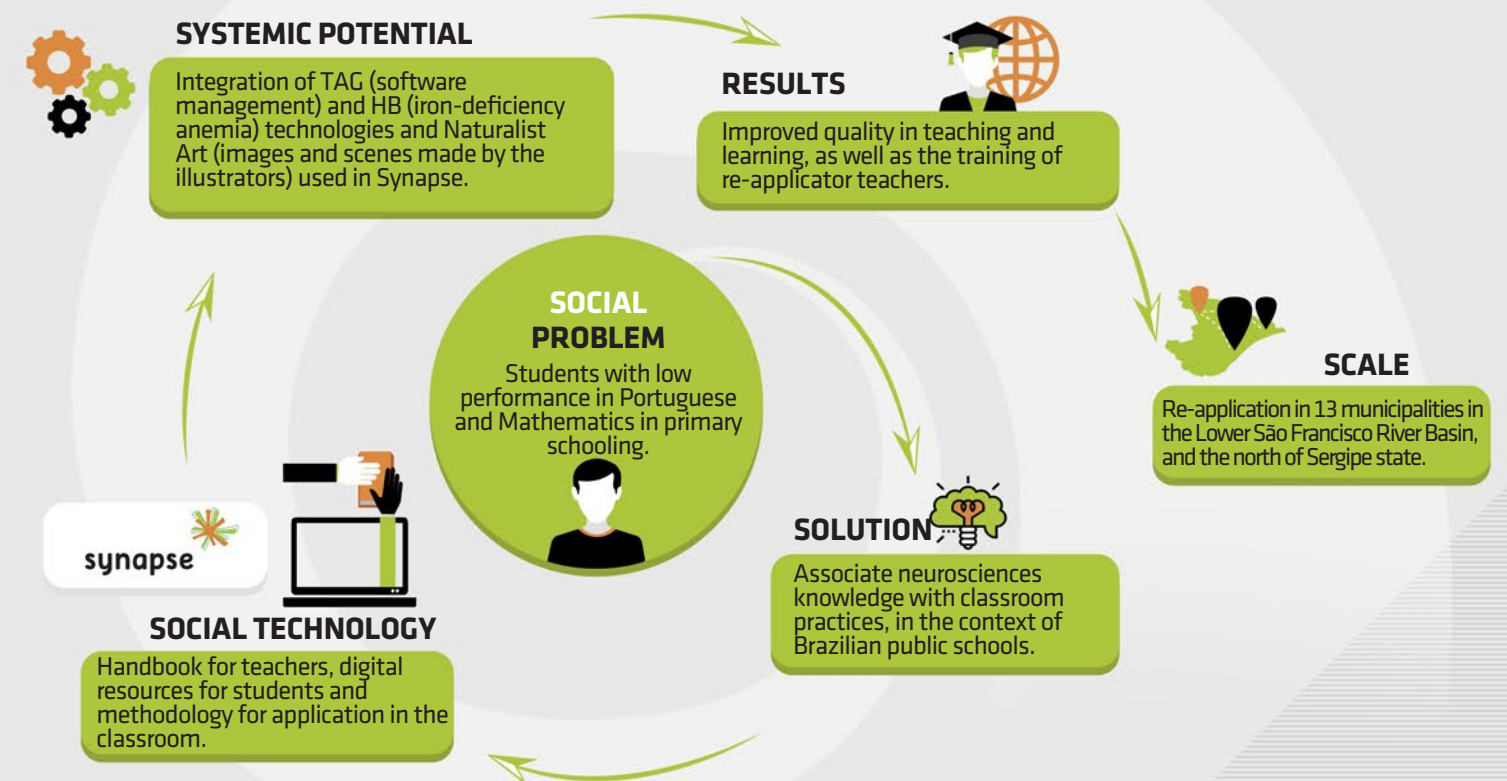 SYSTEMIC POTENTIAL
Integration of TAG (software
management) and HB (iron-deficiency
anemia) technologies and Naturalist
Art (images and scenes made by the
illustrators) used in Synapse.
RESULTS
Improved quality in teaching and
learning, as well as the training of
re-applicator teachers.
SOCIAL
PROBLEM
Students with low
performance in Portuguese
and Mathematics in primary
schooling.
SCALE
Re-application in 13 municipalities in
the Lower São Francisco River Basin,
and the north of Sergipe state.
SOLUTION
Associate neurosciences
knowledge with classroom
practices, in the context of
Brazilian public schools.
synapse
SOCIAL TECHNOLOGY
Handbook for teachers, digital
resources for students and
methodology for application in the
classroom.